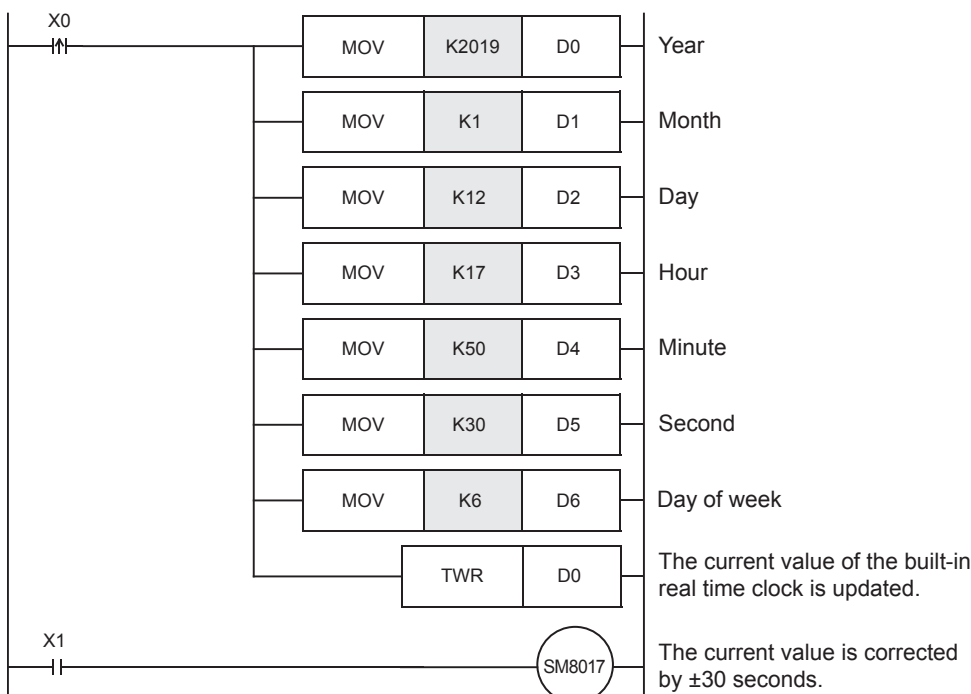 X0
MOV K2019 D0 Year
MOV K1 D1 Month
MOV K12 D2 Day
MOV K17 D3 Hour
MOV K50 D4 Minute
MOV K30 D5 Second
MOV K6 D6 Day of week
TWR D0 The current value of the built-in
real time clock is updated.
X1
SM8017 The current value is corrected
by ±30 seconds.